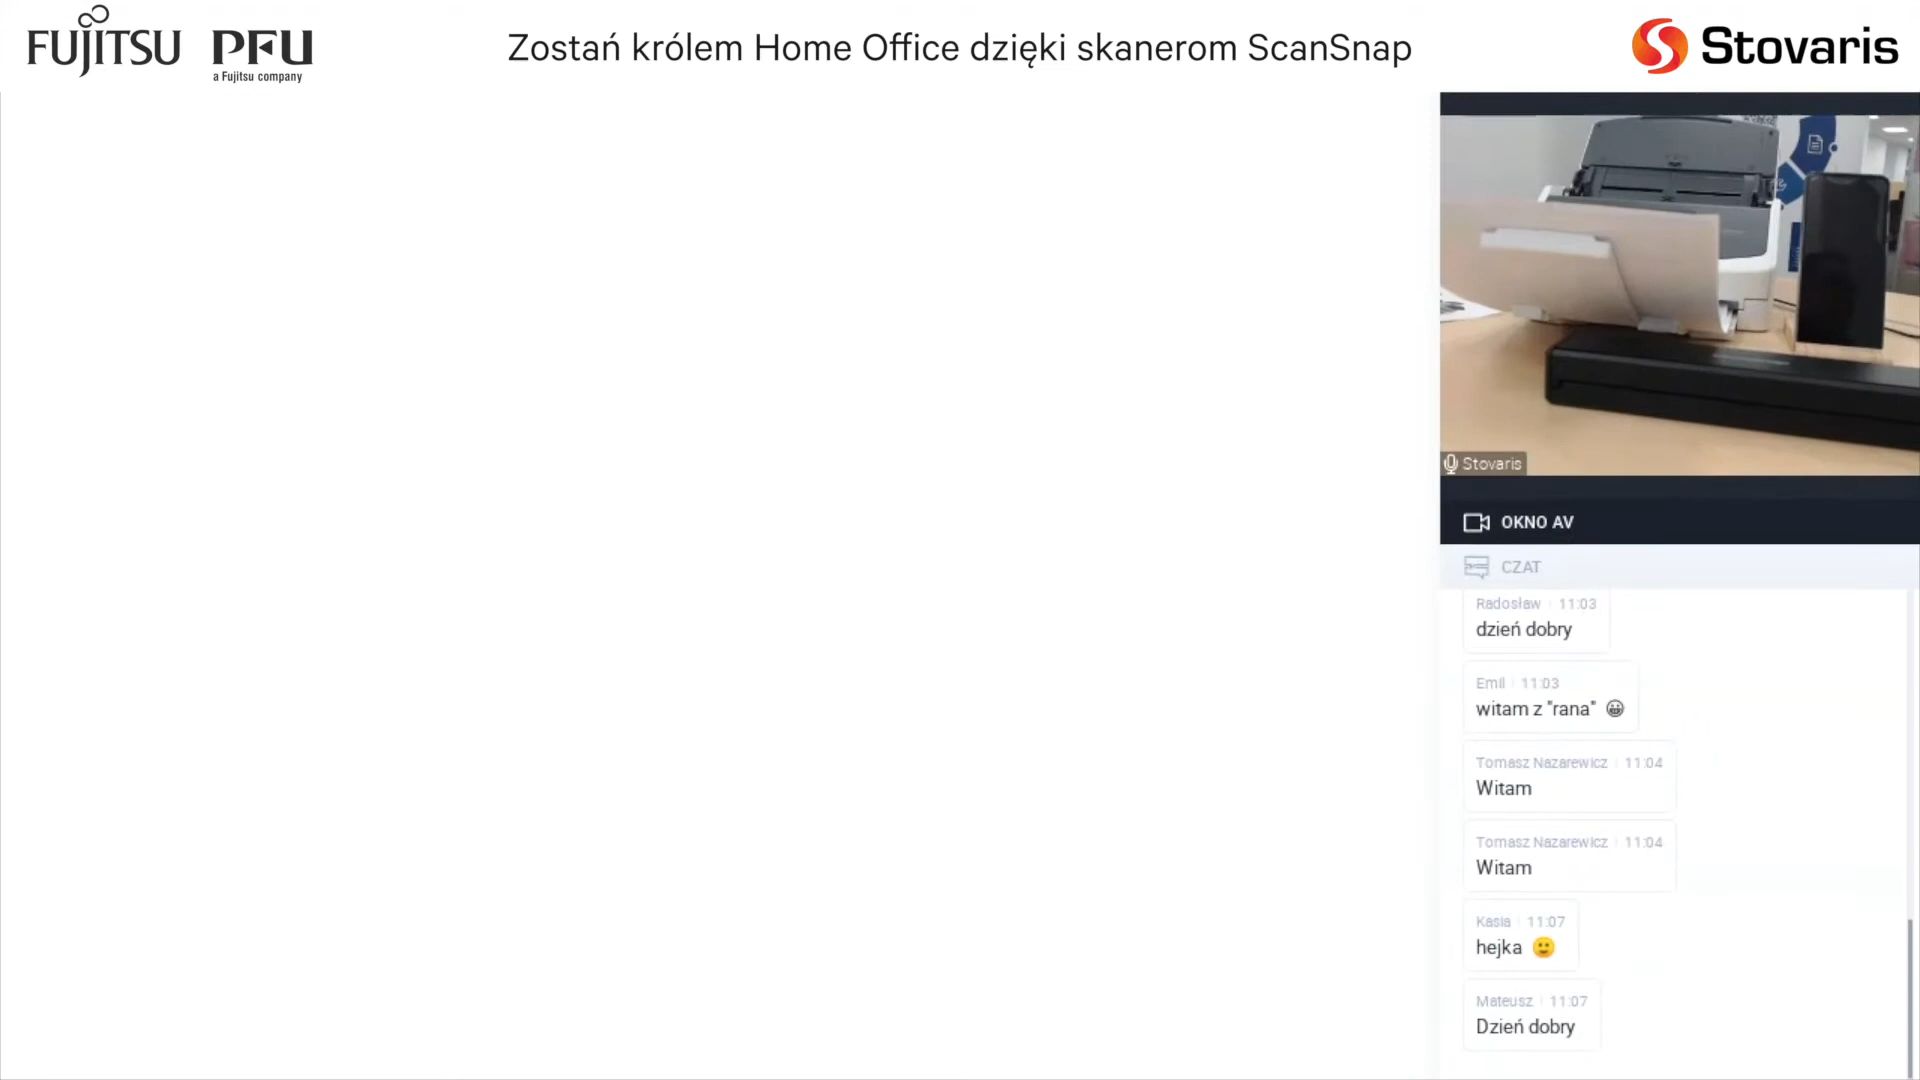 FUJITSU
PFU
a Fujitsu company
Zostań królem Home Office dzięki skanerom ScanSnap
Stovaris
Stovaris
OKNO AV
CZAT
Radosław 11:03
dzień dobry
Emil 11:03
witam z "rana" 😀
Tomasz Nazarewicz 11:04
Witam
Tomasz Nazarewicz 11:04
Witam
Kasia 11:07
hejka 🙂
Mateusz 11:07
Dzień dobry